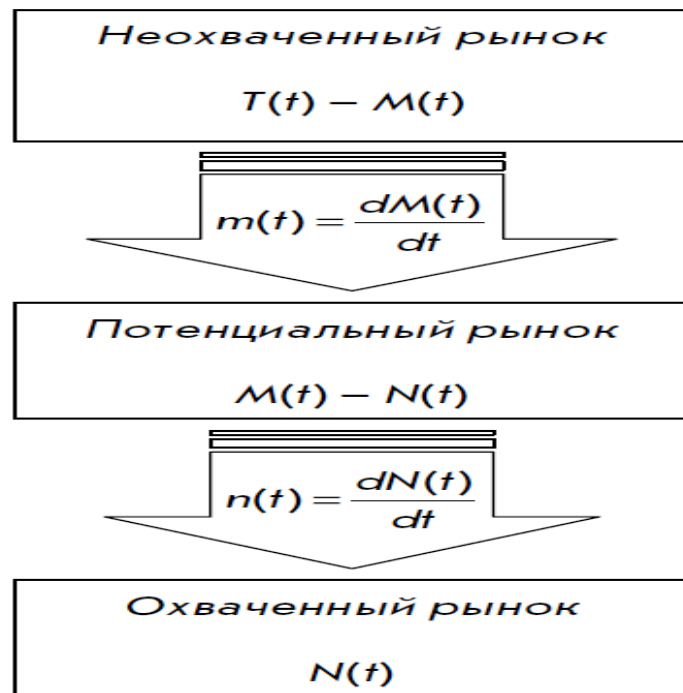 Неохваченный рынок
T(t) – M(t)
m(t) = dM(t)/dt
Потенциальный рынок
M(t) – N(t)
n(t) = dN(t)/dt
Охваченный рынок
N(t)